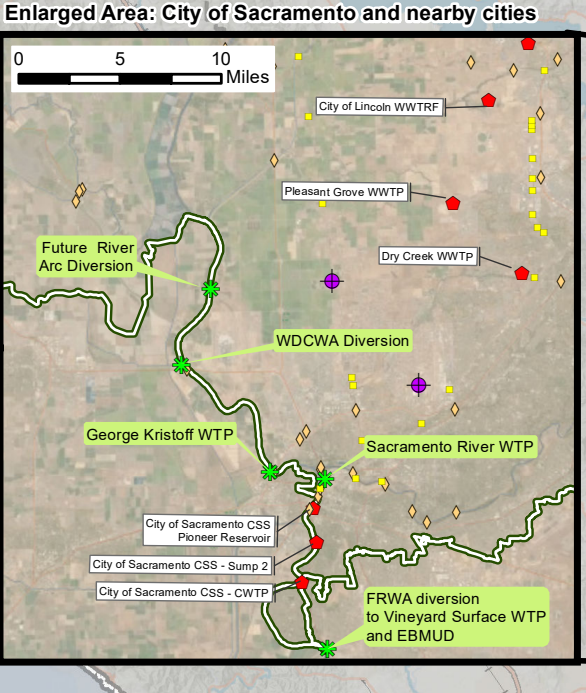 Enlarged Area: City of Sacramento and nearby cities
0 5 10
Miles
City of Lincoln WWTRF
Pleasant Grove WWTP
Future River
Arc Diversion
Dry Creek WWTP
WDCWA Diversion
George Kristoff WTP
Sacramento River WTP
City of Sacramento CSS
Pioneer Reservoir
City of Sacramento CSS - Sump 2
City of Sacramento CSS - CWTP
FRWA diversion
to Vineyard Surface WTP
and EBMUD